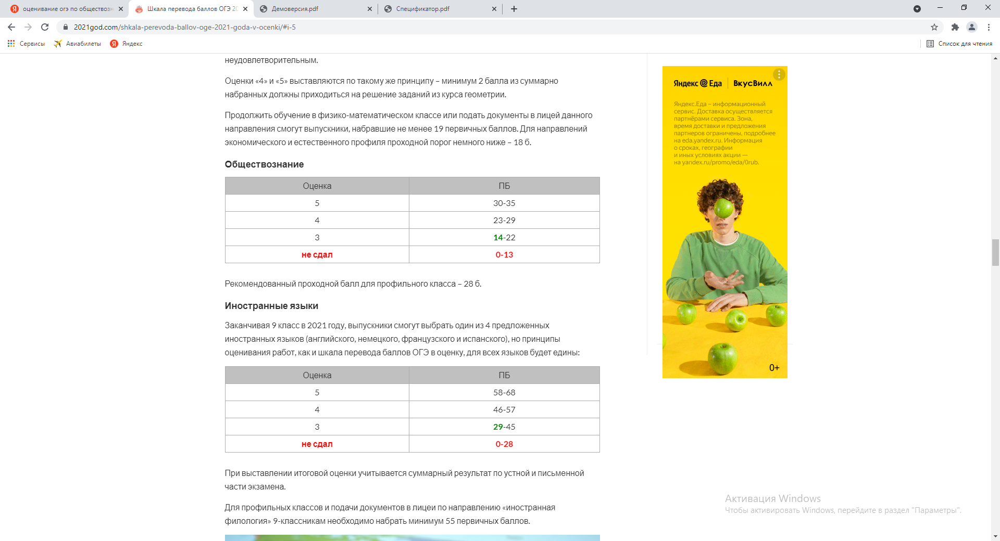 оценивание огэ по обществозн
Шкала перевода баллов ОГЭ 20
Демоверсия.pdf
Спецификатор.pdf
2021god.com/shkala-perevoda-ballov-oge-2021-goda-v-ocenki/#i-5
Сервисы
Авиабилеты
Яндекс
Список для чтения
неудовлетворительным.
Оценки «4» и «5» выставляются по такому же принципу – минимум 2 балла из суммарно
набранных должны приходиться на решение заданий из курса геометрии.
Продолжить обучение в физико-математическом классе или подать документы в лицей данного
направления смогут выпускники, набравшие не менее 19 первичных баллов. Для направлений
экономического и естественного профиля проходной порог немного ниже – 18 б.
Обществознание
Оценка ПБ
5 30-35
4 23-29
3 14-22
не сдал 0-13
Рекомендованный проходной балл для профильного класса – 28 б.
Иностранные языки
Заканчивая 9 класс в 2021 году, выпускники смогут выбрать один из 4 предложенных
иностранных языков (английского, немецкого, французского и испанского), но принципы
оценивания работ, как и шкала перевода баллов ОГЭ в оценку, для всех языков будет едины:
Оценка ПБ
5 58-68
4 46-57
3 29-45
не сдал 0-28
При выставлении итоговой оценки учитывается суммарный результат по устной и письменной
части экзамена.
Для профильных классов и подачи документов в лицеи по направлению «иностранная
филология» 9-классникам необходимо набрать минимум 55 первичных баллов.
Яндекс Еда ВкусВилл
Яндекс.Еда – информационный
сервис. Доставка осуществляется
партнёрами сервиса. Зона,
время доставки и предложения
партнеров ограничены, подробнее
на eda.yandex.ru. Информация
о сроках, географии
и иных условиях акции —
на yandex.ru/promo/eda/0rub.
0+
Активация Windows
Чтобы активировать Windows, перейдите в раздел "Параметры".